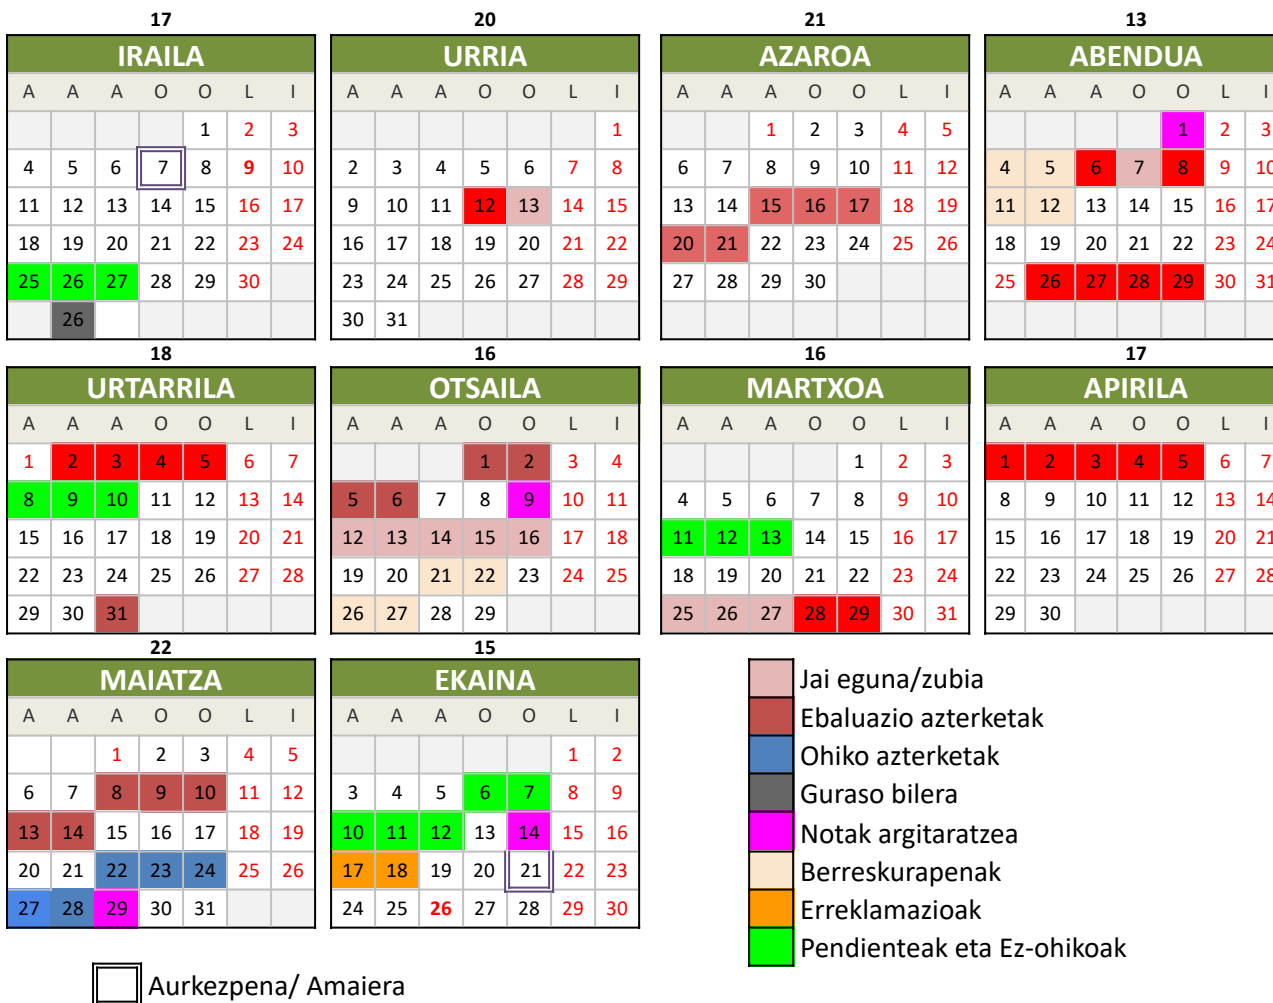 17 20 21 13
IRAILA URRIA AZAROA ABENDUA
A A A O O L I A A A O O L I A A A O O L I A A A O O L I
1 2 3 1 1 2 3 4 5 1 2 3
4 5 6 7 8 9 10 2 3 4 5 6 7 8 6 7 8 9 10 11 12 4 5 6 7 8 9 10
11 12 13 14 15 16 17 9 10 11 12 13 14 15 13 14 15 16 17 18 19 11 12 13 14 15 16 17
18 19 20 21 22 23 24 16 17 18 19 20 21 22 20 21 22 23 24 25 26 18 19 20 21 22 23 24
25 26 27 28 29 30 23 24 25 26 27 28 29 27 28 29 30 25 26 27 28 29 30 31
26 30 31
18 16 16 17
URTARRILA OTSAILA MARTXOA APIRILA
A A A O O L I A A A O O L I A A A O O L I A A A O O L I
1 2 3 4 5 6 7 1 2 3 4 1 2 3 1 2 3 4 5 6 7
8 9 10 11 12 13 14 5 6 7 8 9 10 11 4 5 6 7 8 9 10 8 9 10 11 12 13 14
15 16 17 18 19 20 21 12 13 14 15 16 17 18 11 12 13 14 15 16 17 15 16 17 18 19 20 21
22 23 24 25 26 27 28 19 20 21 22 23 24 25 18 19 20 21 22 23 24 22 23 24 25 26 27 28
29 30 31 26 27 28 29 25 26 27 28 29 30 31 29 30
22 15
MAIATZA EKAINA
A A A O O L I A A A O O L I
1 2 3 4 5 1 2
6 7 8 9 10 11 12 3 4 5 6 7 8 9
13 14 15 16 17 18 19 10 11 12 13 14 15 16
20 21 22 23 24 25 26 17 18 19 20 21 22 23
27 28 29 30 31 24 25 26 27 28 29 30
Jai eguna/zubia
Ebaluazio azterketak
Ohiko azterketak
Guraso bilera
Notak argitaratzea
Berreskurapenak
Erreklamazioak
Pendienteak eta Ez-ohikoak
Aurkezpena/ Amaiera